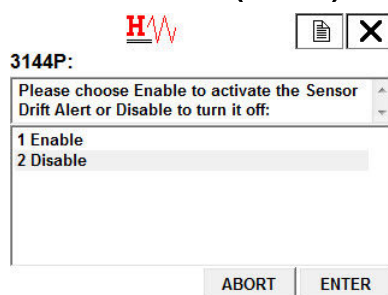 H
3144P:
Please choose Enable to activate the Sensor
Drift Alert or Disable to turn it off:
1 Enable
2 Disable
ABORT ENTER